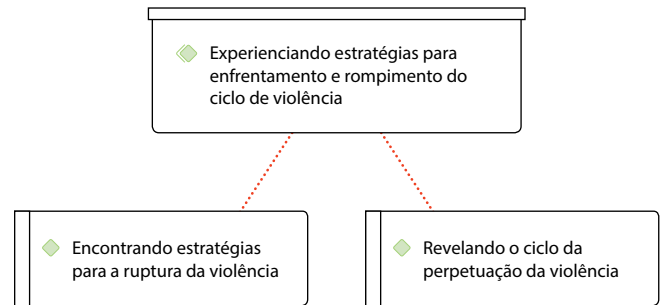 Experienciando estratégias para
enfrentamento e rompimento do
ciclo de violência
Encontrando estratégias
para a ruptura da violência
Revelando o ciclo da
perpetuação da violência